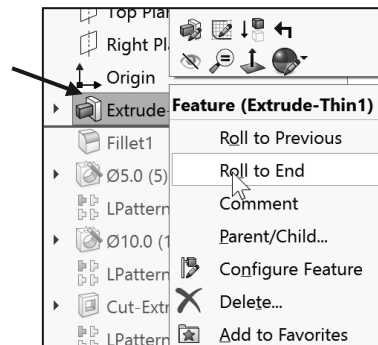 Top Plan
Right Pl
Origin
Extrude-
Fillet1
Ø5.0 (5)
LPattern
Ø10.0 (1
LPattern
Cut-Extr
LPattern
Feature (Extrude-Thin1)
Roll to Previous
Roll to End
Comment
Parent/Child...
Configure Feature
Delete...
Add to Favorites